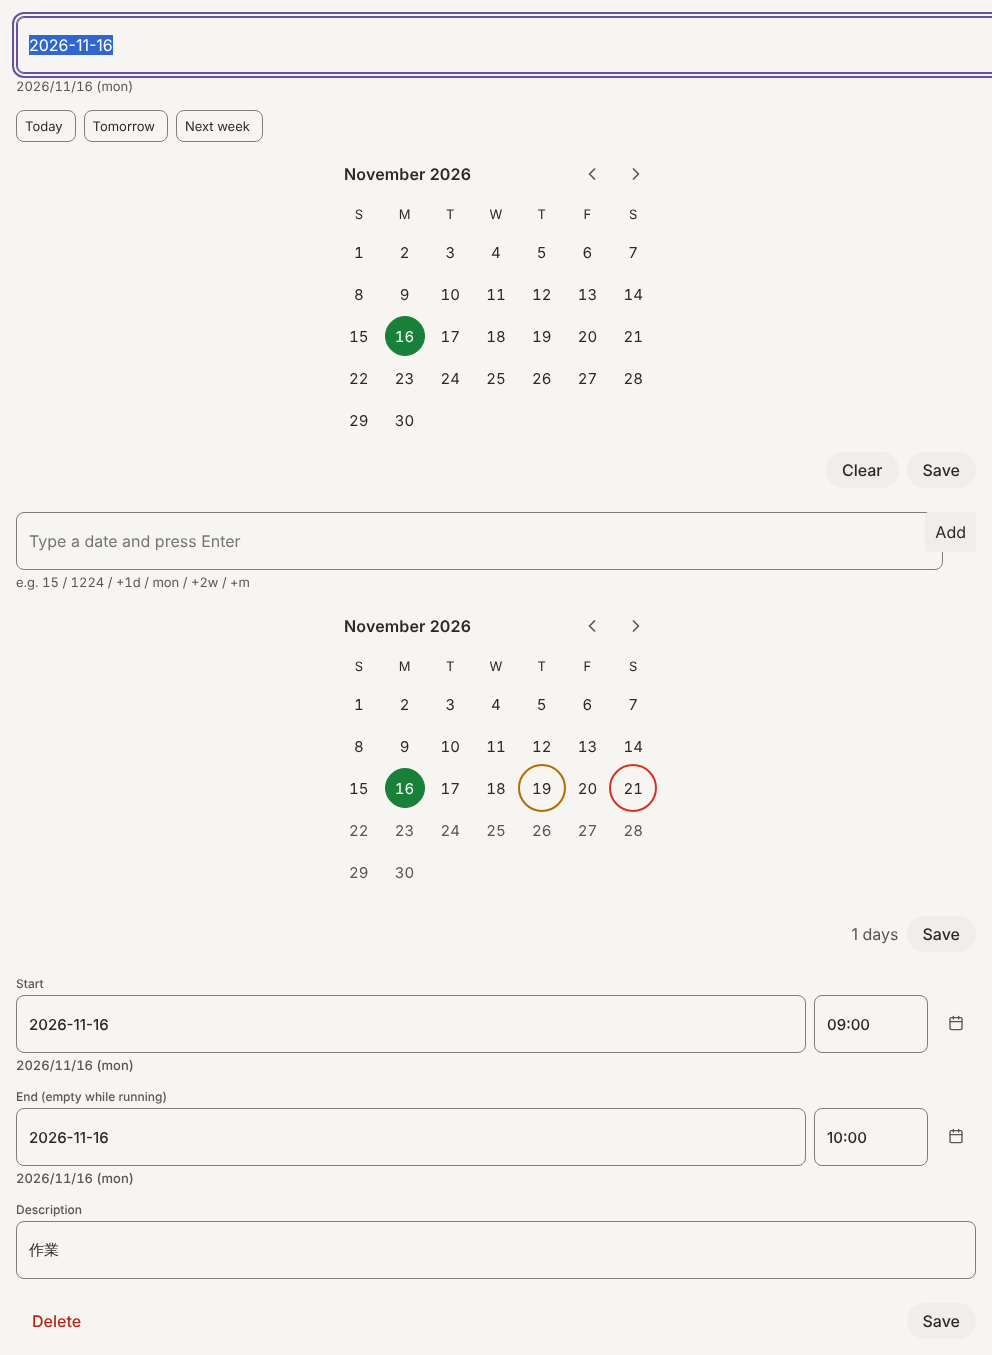 2026-11-16
2026/11/16 (mon)
Today Tomorrow Next week
November 2026
S M T W T F S
1 2 3 4 5 6 7
8 9 10 11 12 13 14
15 16 17 18 19 20 21
22 23 24 25 26 27 28
29 30
Clear Save
Type a date and press Enter Add
e.g. 15 / 1224 / +1d / mon / +2w / +m
November 2026
S M T W T F S
1 2 3 4 5 6 7
8 9 10 11 12 13 14
15 16 17 18 19 20 21
22 23 24 25 26 27 28
29 30
1 days Save
Start
2026-11-16 09:00
2026/11/16 (mon)
End (empty while running)
2026-11-16 10:00
2026/11/16 (mon)
Description
作業
Delete Save